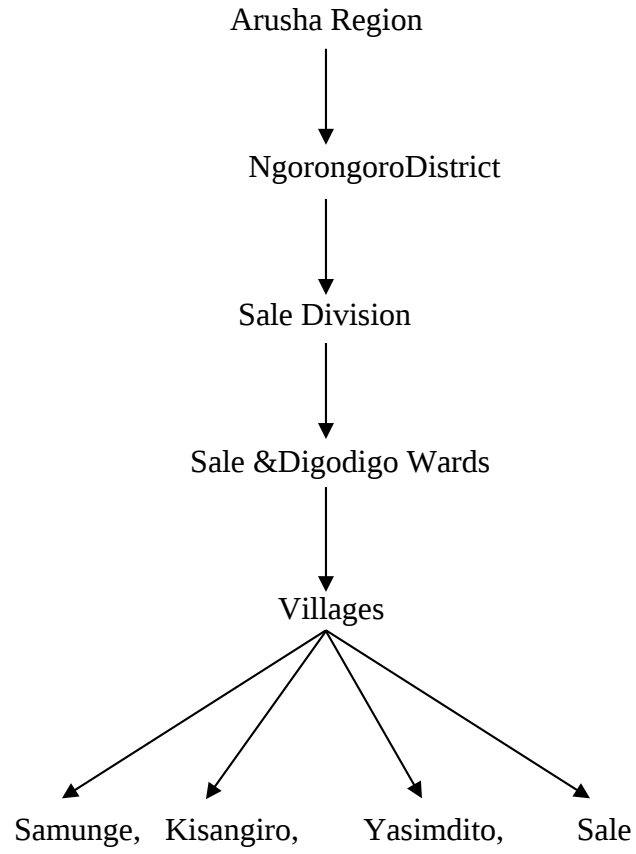 Arusha Region
NgorongoroDistrict
Sale Division
Sale &Digodigo Wards
Villages
Samunge, Kisangiro, Yasimdito, Sale